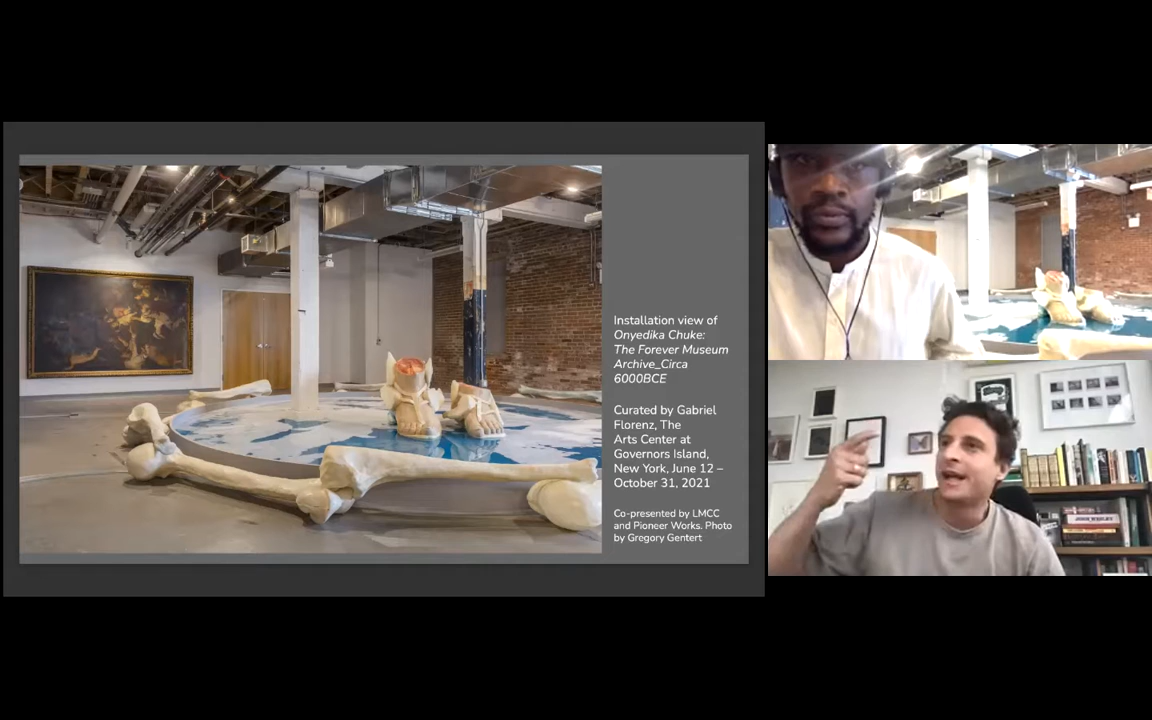 Installation view of
Onyedika Chuke:
The Forever Museum
Archive_Circa
6000BCE
Curated by Gabriel
Florenz, The
Arts Center at
Governors Island,
New York, June 12 –
October 31, 2021
Co-presented by LMCC
and Pioneer Works. Photo
by Gregory Gentert